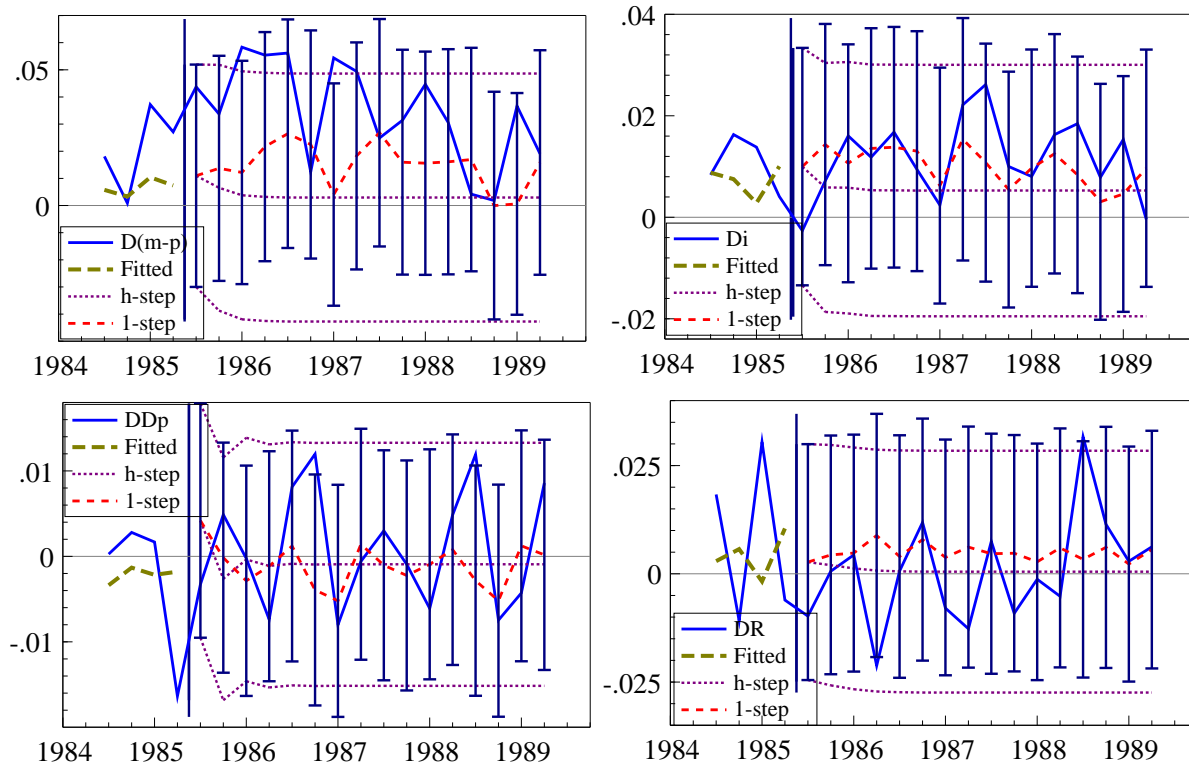 .05
0
D(m-p)
Fitted
h-step
1-step
1984 1985 1986 1987 1988 1989
.04
.02
0
-.02
Di
Fitted
h-step
1-step
1984 1985 1986 1987 1988 1989
.01
0
-.01
DDp
Fitted
h-step
1-step
1984 1985 1986 1987 1988 1989
.025
0
-.025
DR
Fitted
h-step
1-step
1984 1985 1986 1987 1988 1989